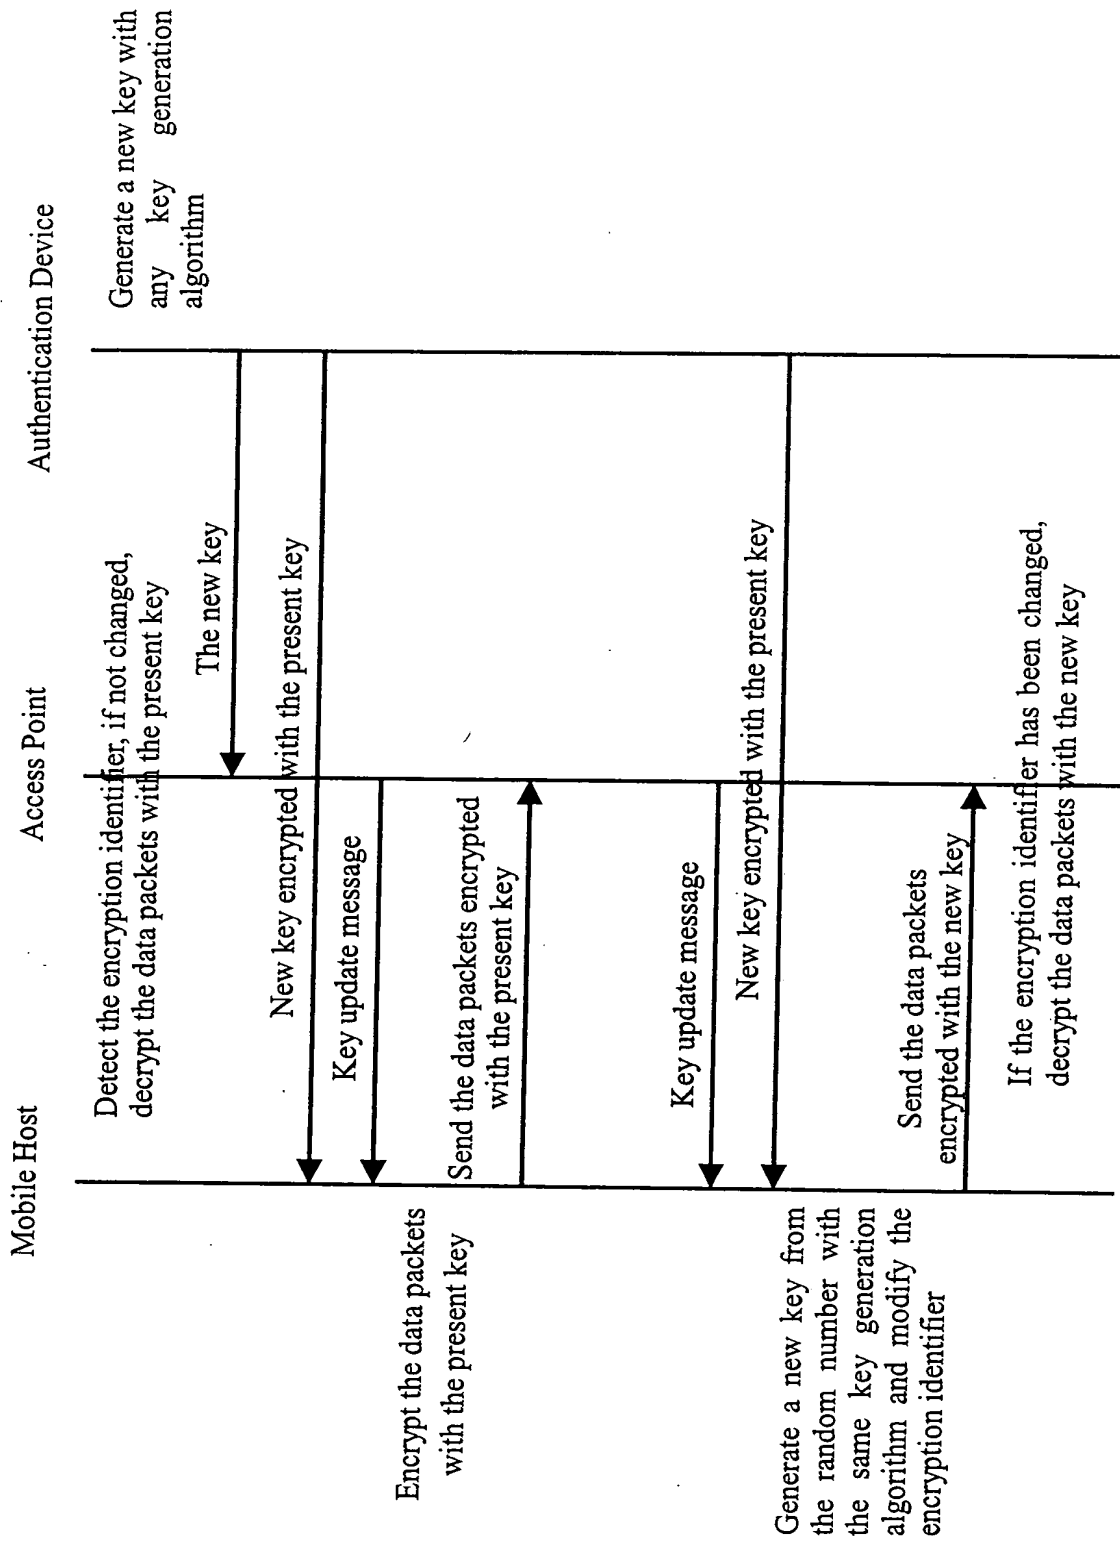 Mobile Host
Access Point
Authentication Device
Generate a new key with
any key generation
algorithm
Detect the encryption identifier, if not changed,
decrypt the data packets with the present key
The new key
New key encrypted with the present key
Key update message
Encrypt the data packets
with the present key
Send the data packets encrypted
with the present key
Key update message
New key encrypted with the present key
Generate a new key from
the random number with
the same key generation
algorithm and modify the
encryption identifier
Send the data packets
encrypted with the new key
If the encryption identifier has been changed,
decrypt the data packets with the new key